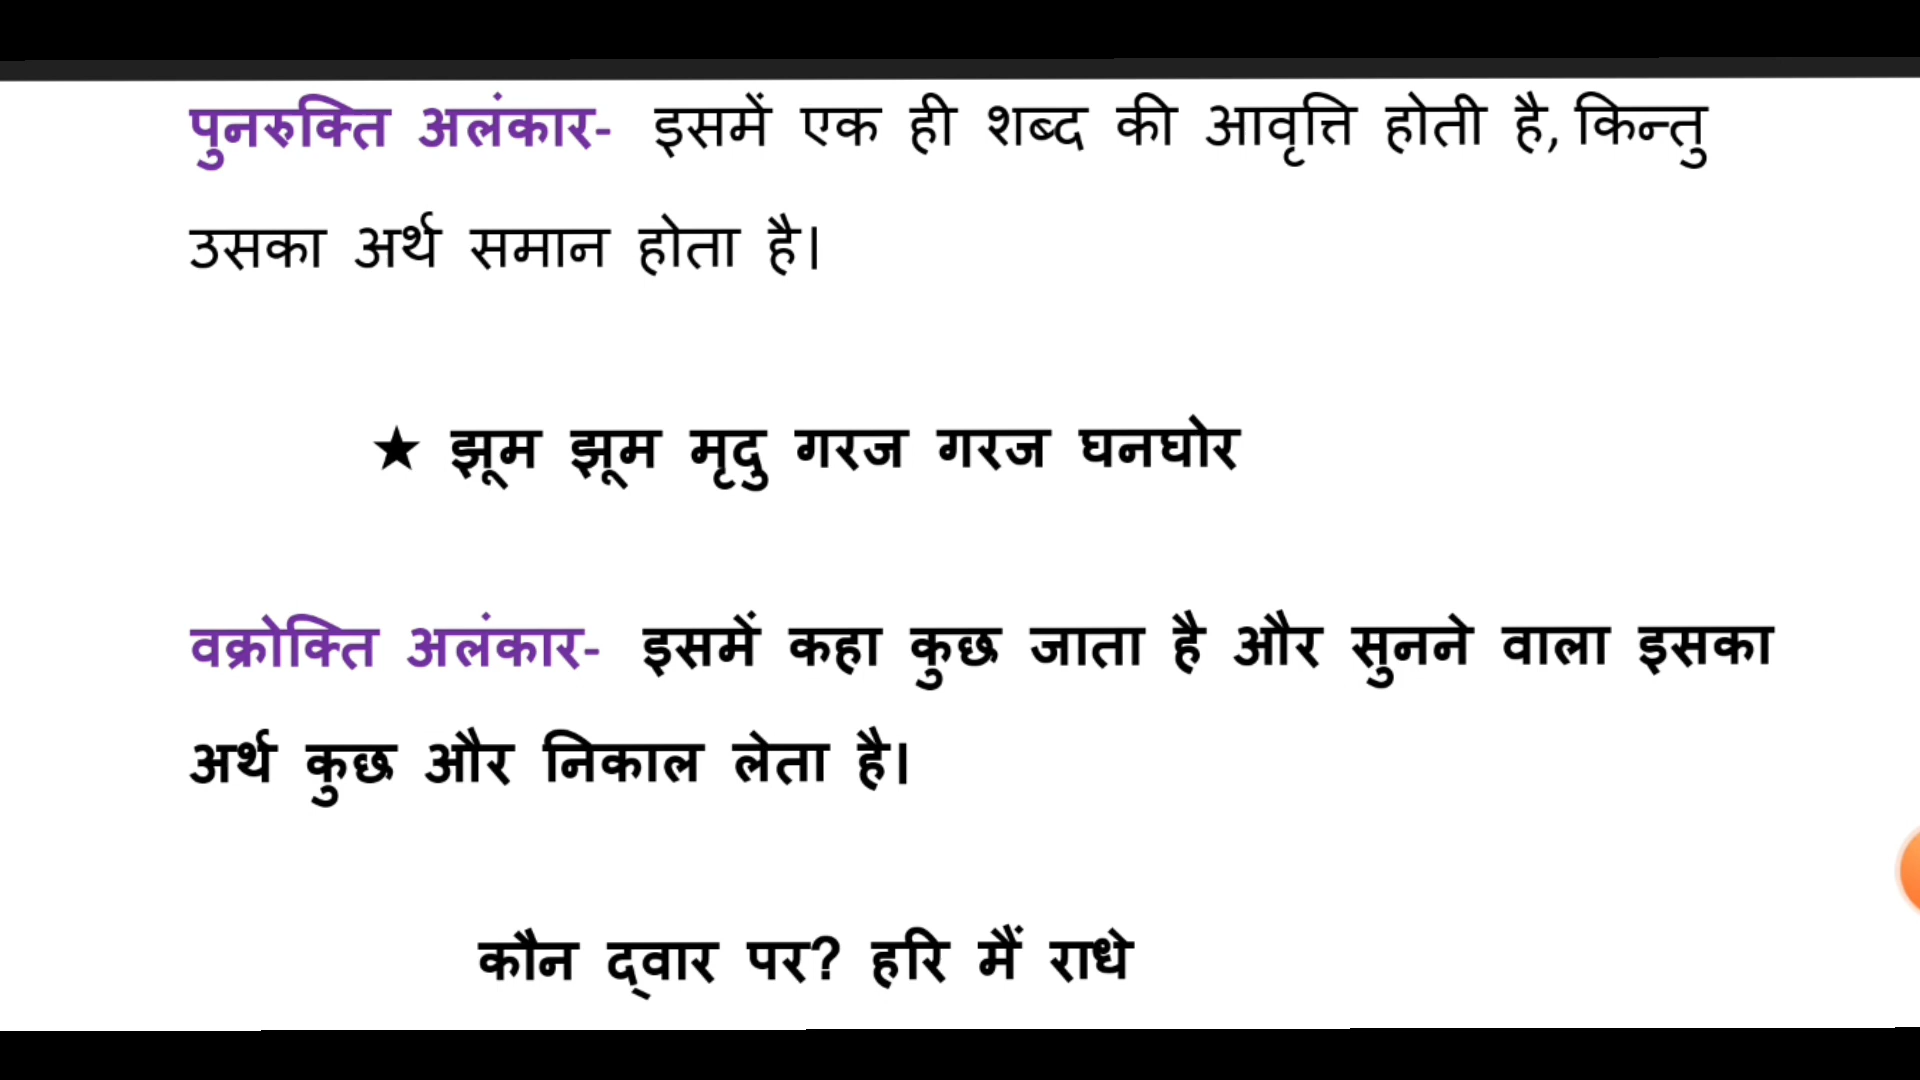 पुनरुक्ति अलंकार- इसमें एक ही शब्द की आवृत्ति होती है, किन्तु
उसका अर्थ समान होता है।
★ झूम झूम मृदु गरज गरज घनघोर
वक्रोक्ति अलंकार- इसमें कहा कुछ जाता है और सुनने वाला इसका
अर्थ कुछ और निकाल लेता है।
कौन द्वार पर? हरि मैं राधे